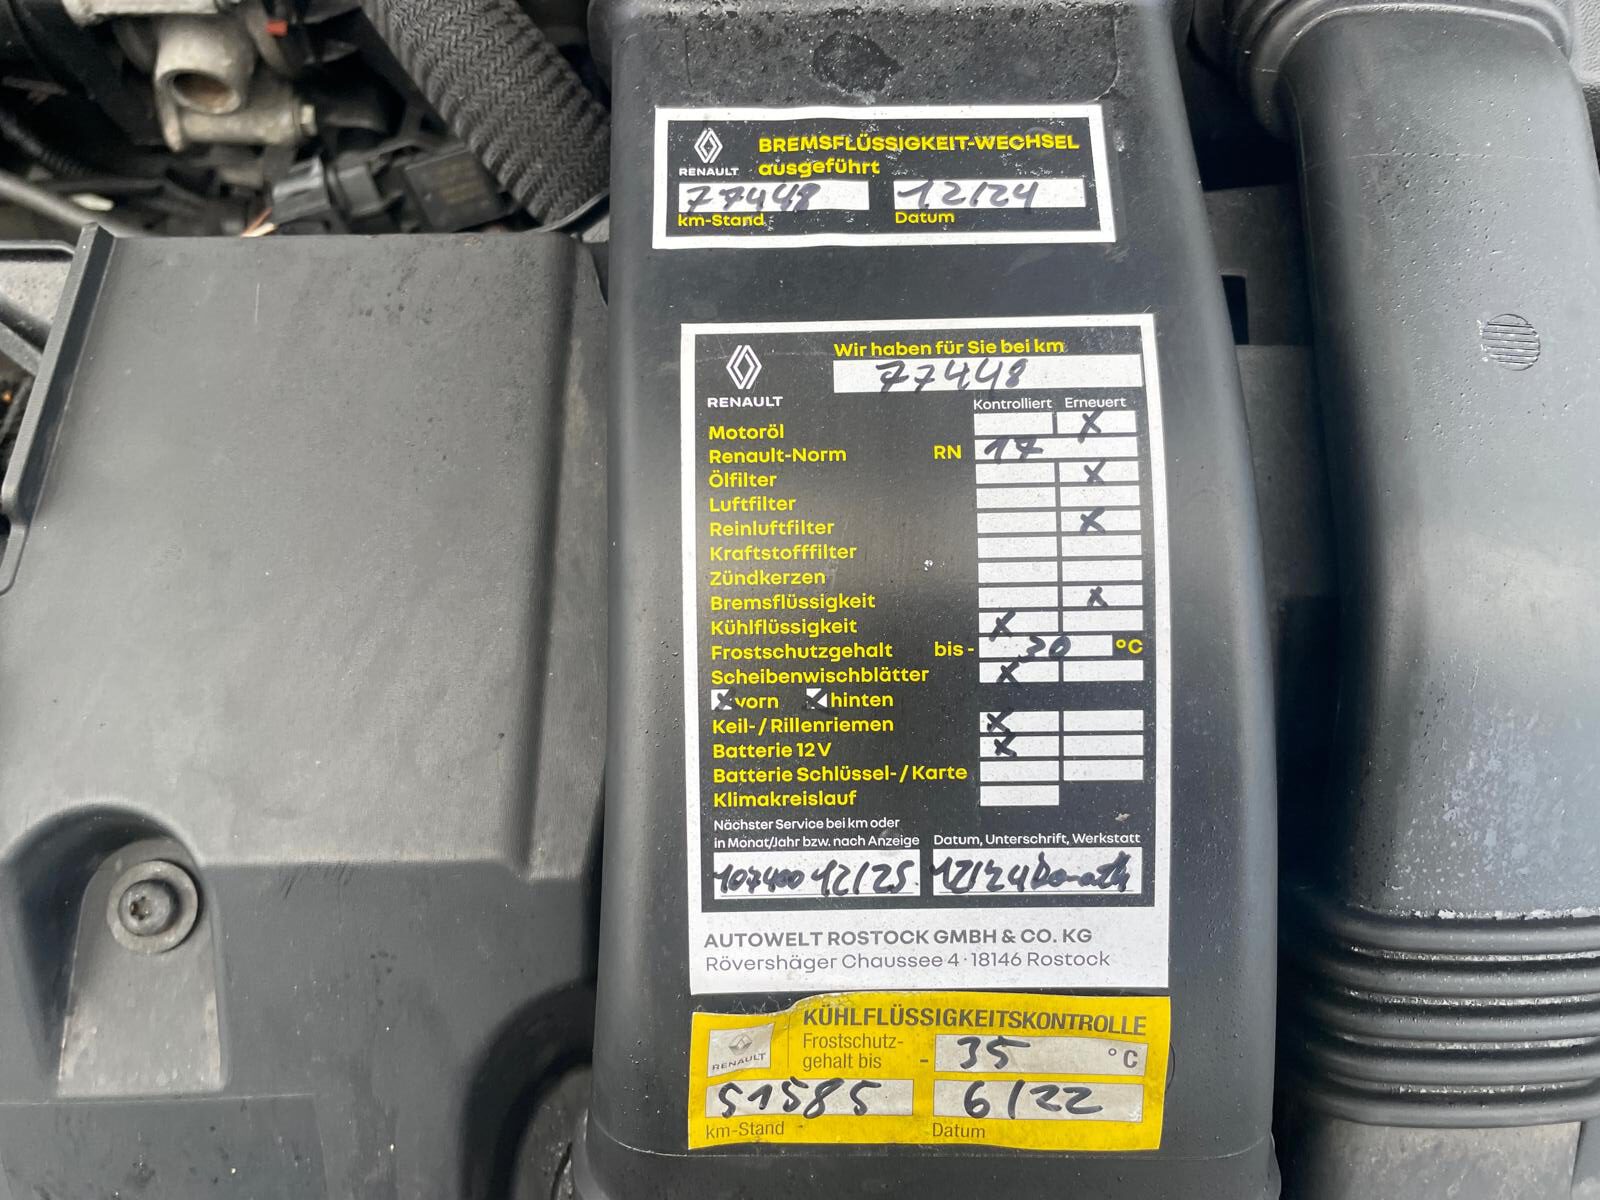 RENAULT
BREMSFLÜSSIGKEIT-WECHSEL
ausgeführt
77448 12/24
km-Stand Datum
RENAULT
Wir haben für Sie bei km
77448
Kontrolliert Erneuert
Motoröl X
Renault-Norm RN 17
Ölfilter X
Luftfilter
Reinluftfilter X
Kraftstofffilter
Zündkerzen
Bremsflüssigkeit X
Kühlflüssigkeit X
Frostschutzgehalt bis - 30 °C
Scheibenwischblätter X
X vorn X hinten
Keil-/Rillenriemen X
Batterie 12V X
Batterie Schlüssel-/Karte
Klimakreislauf
Nächster Service bei km oder
in Monat/Jahr bzw. nach Anzeige Datum, Unterschrift, Werkstatt
107400 12/25 12/24
AUTOWELT ROSTOCK GMBH & CO. KG
Rövershäger Chaussee 4 · 18146 Rostock
RENAULT
KÜHLFLÜSSIGKEITSKONTROLLE
Frostschutz-
gehalt bis - 35 °C
51585 6/22
km-Stand Datum